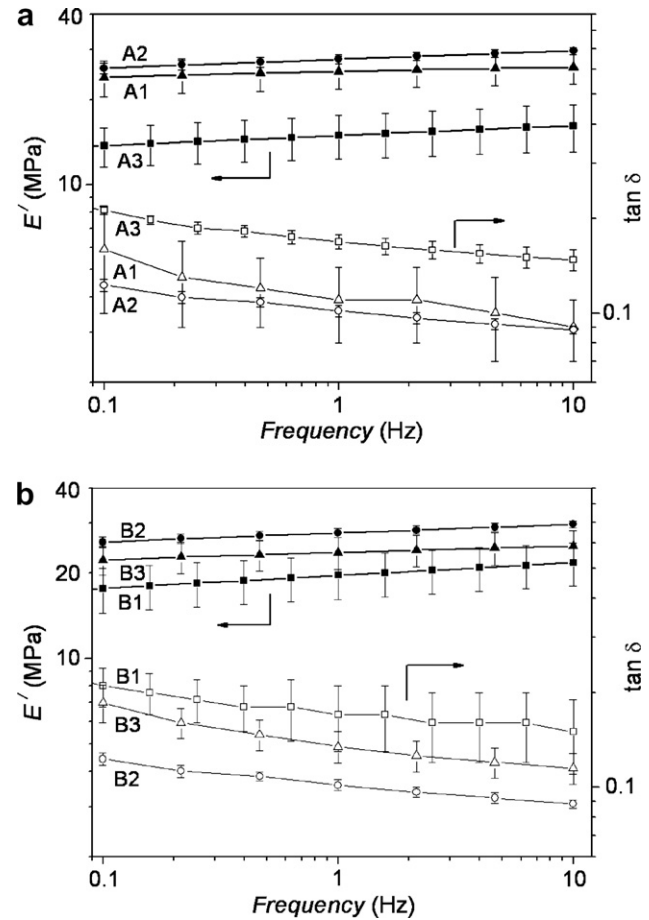 a
40
A2
A1
A3
10
E′ (MPa)
tan δ
A3
A1
A2
0.1
0.1
1
10
Frequency (Hz)
b
40
B2
20
B3
B1
10
E′ (MPa)
tan δ
B1
B3
B2
0.1
0.1
1
10
Frequency (Hz)